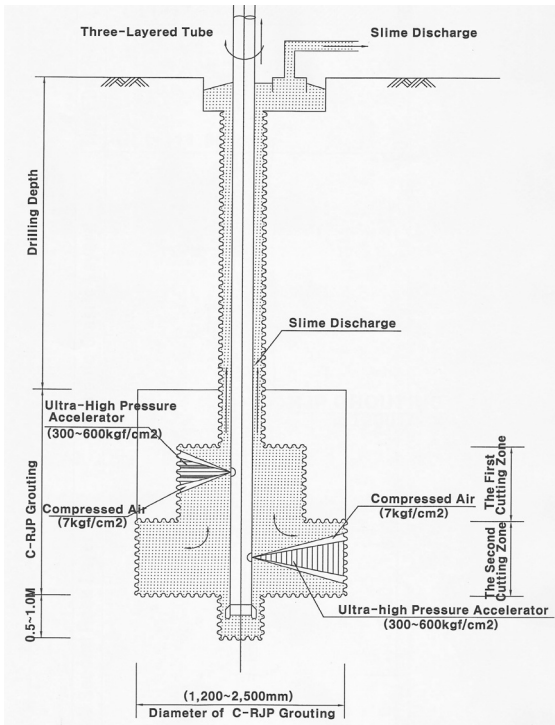 Three-Layered Tube
Slime Discharge
Drilling Depth
Slime Discharge
Ultra-High Pressure
Accelerator
(300~600kgf/cm2)
C-RJP Grouting
Compressed Air
(7kgf/cm2)
The First
Cutting Zone
Compressed Air
(7kgf/cm2)
The Second
Cutting Zone
0.5~1.0M
Ultra-high Pressure Accelerator
(300~600kgf/cm2)
(1,200~2,500mm)
Diameter of C-RJP Grouting